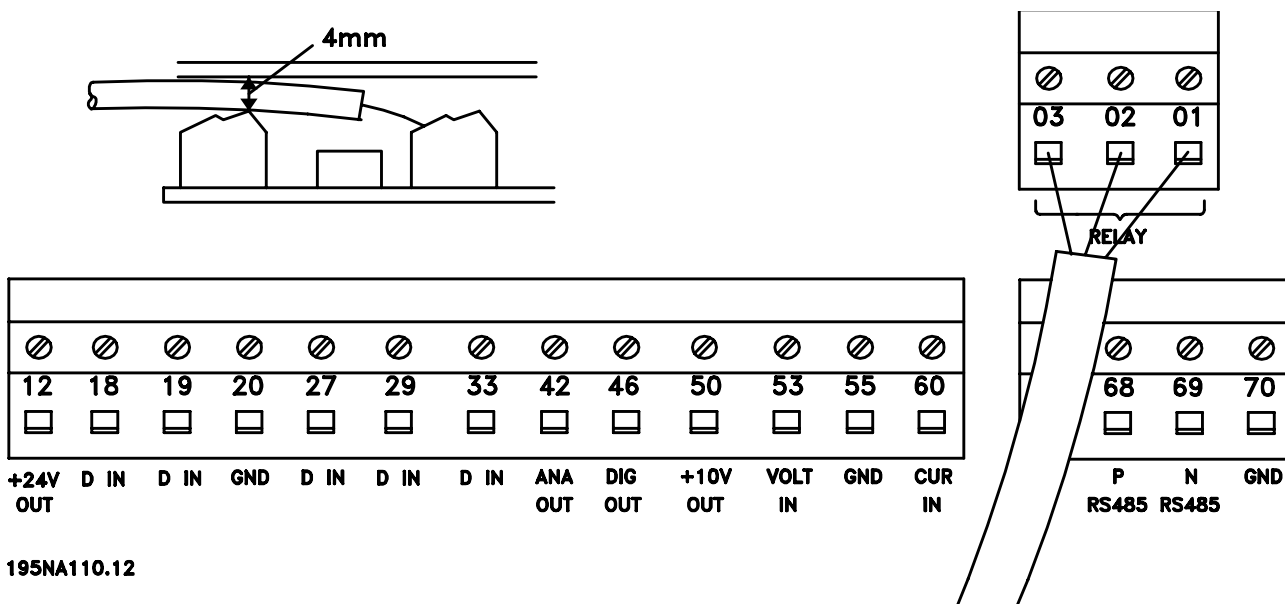 4mm
03 02 01
RELAY
12 18 19 20 27 29 33 42 46 50 53 55 60
68 69 70
+24V OUT D IN D IN GND D IN D IN D IN ANA OUT DIG OUT +10V OUT VOLT IN GND CUR IN
P RS485 N RS485 GND
195NA110.12